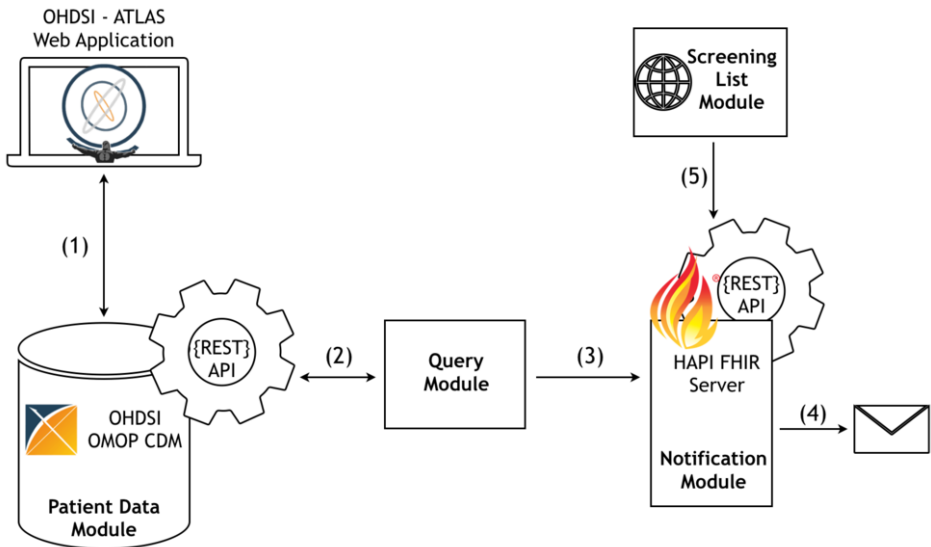 OHDSI - ATLAS
Web Application
(1)
{REST}
API
OHDSI
OMOP CDM
Patient Data
Module
(2)
Query
Module
(3)
Screening
List
Module
(5)
®
{REST}
API
HAPI FHIR
Server
Notification
Module
(4)